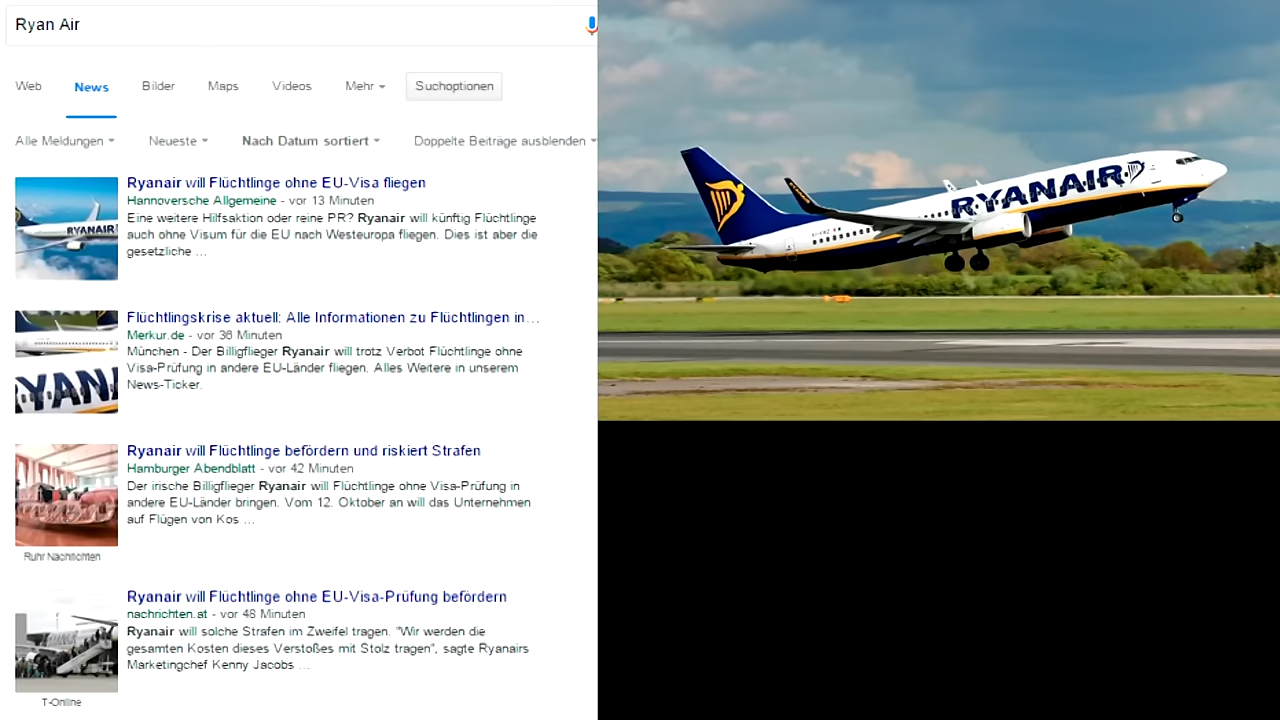 Ryan Air
Web News Bilder Maps Videos Mehr Suchoptionen
Alle Meldungen Neueste Nach Datum sortiert Doppelte Beiträge ausblenden
RYANAIR
Ryanair will Flüchtlinge ohne EU-Visa fliegen
Hannoversche Allgemeine - vor 13 Minuten
Eine weitere Hilfsaktion oder reine PR? Ryanair will künftig Flüchtlinge
auch ohne Visum für die EU nach Westeuropa fliegen. Dies ist aber die
gesetzliche ...
RYANAIR
Flüchtlingskrise aktuell: Alle Informationen zu Flüchtlingen in...
Merkur.de - vor 36 Minuten
München - Der Billigflieger Ryanair will trotz Verbot Flüchtlinge ohne
Visa-Prüfung in andere EU-Länder fliegen. Alles Weitere in unserem
News-Ticker.
RYAN
Ryanair will Flüchtlinge befördern und riskiert Strafen
Hamburger Abendblatt - vor 42 Minuten
Der irische Billigflieger Ryanair will Flüchtlinge ohne Visa-Prüfung in
andere EU-Länder bringen. Vom 12. Oktober an will das Unternehmen
auf Flügen von Kos ...
Ruhr Nachrichten
Ryanair will Flüchtlinge ohne EU-Visa-Prüfung befördern
nachrichten.at - vor 48 Minuten
Ryanair will solche Strafen im Zweifel tragen. "Wir werden die
gesamten Kosten dieses Verstoßes mit Stolz tragen", sagte Ryanairs
Marketingchef Kenny Jacobs ...
T-Online